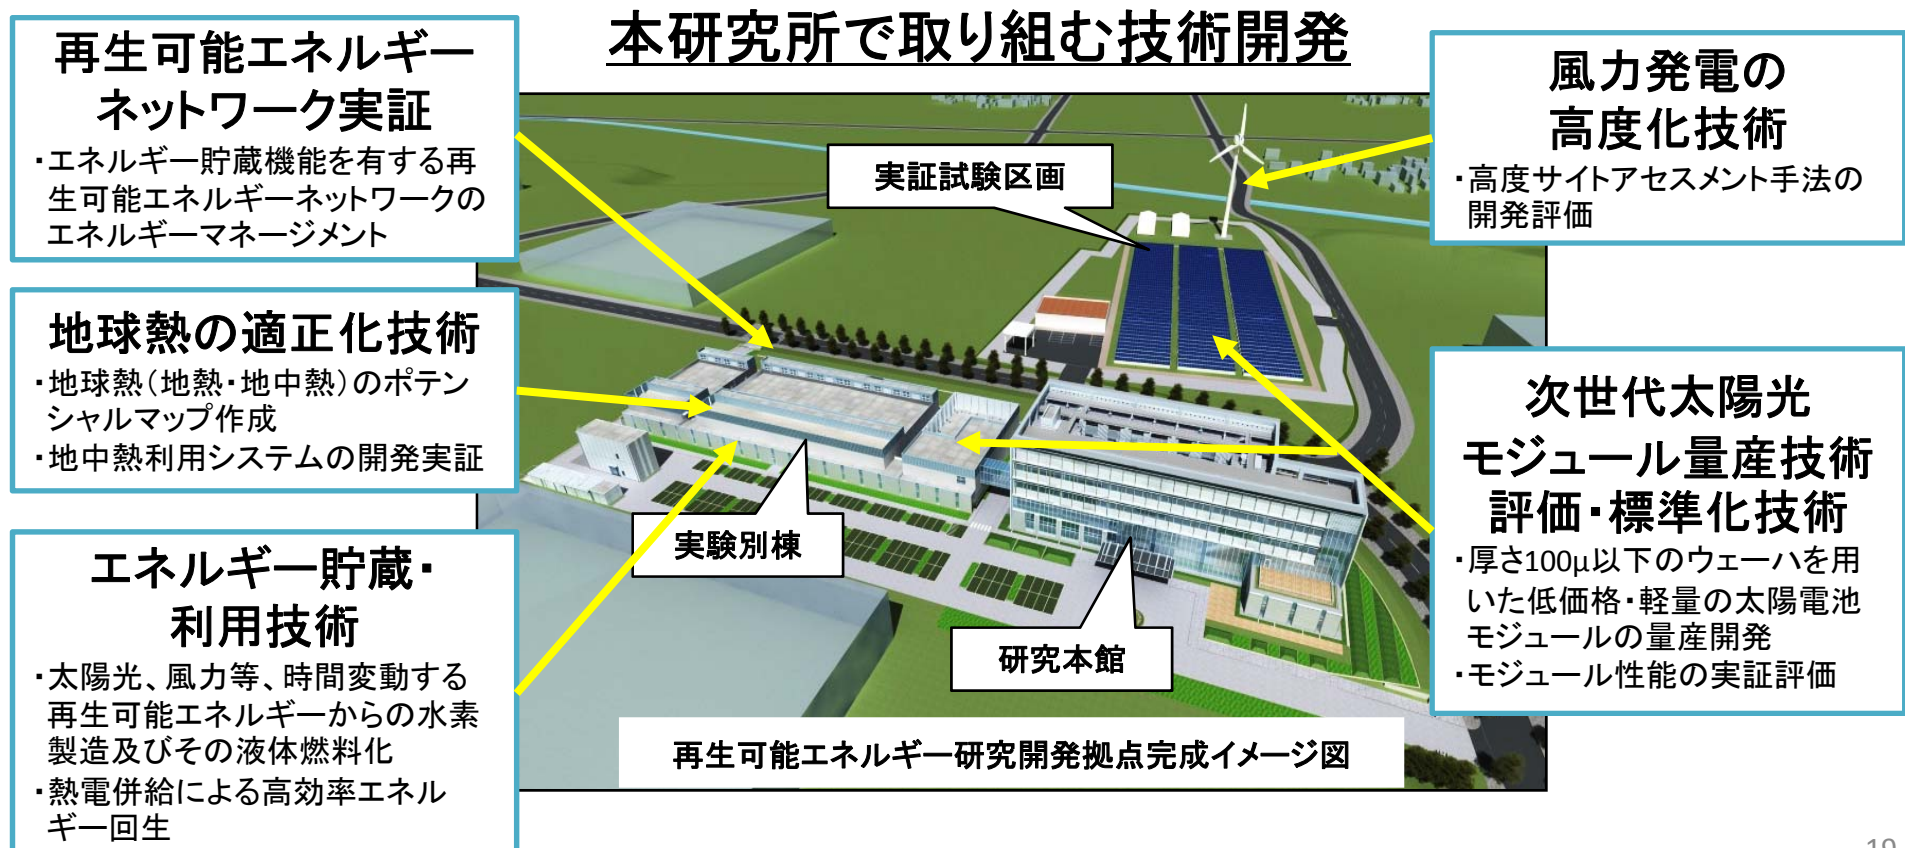 本研究所で取り組む技術開発
再生可能エネルギー
ネットワーク実証
・エネルギー貯蔵機能を有する再
生可能エネルギーネットワークの
エネルギーマネージメント
地球熱の適正化技術
・地球熱(地熱・地中熱)のポテン
シャルマップ作成
・地中熱利用システムの開発実証
エネルギー貯蔵・
利用技術
・太陽光、風力等、時間変動する
再生可能エネルギーからの水素
製造及びその液体燃料化
・熱電併給による高効率エネル
ギー回生
実証試験区画
実験別棟
研究本館
再生可能エネルギー研究開発拠点完成イメージ図
風力発電の
高度化技術
・高度サイトアセスメント手法の
開発評価
次世代太陽光
モジュール量産技術
評価・標準化技術
・厚さ100μ以下のウェーハを用
いた低価格・軽量の太陽電池
モジュールの量産開発
・モジュール性能の実証評価
19